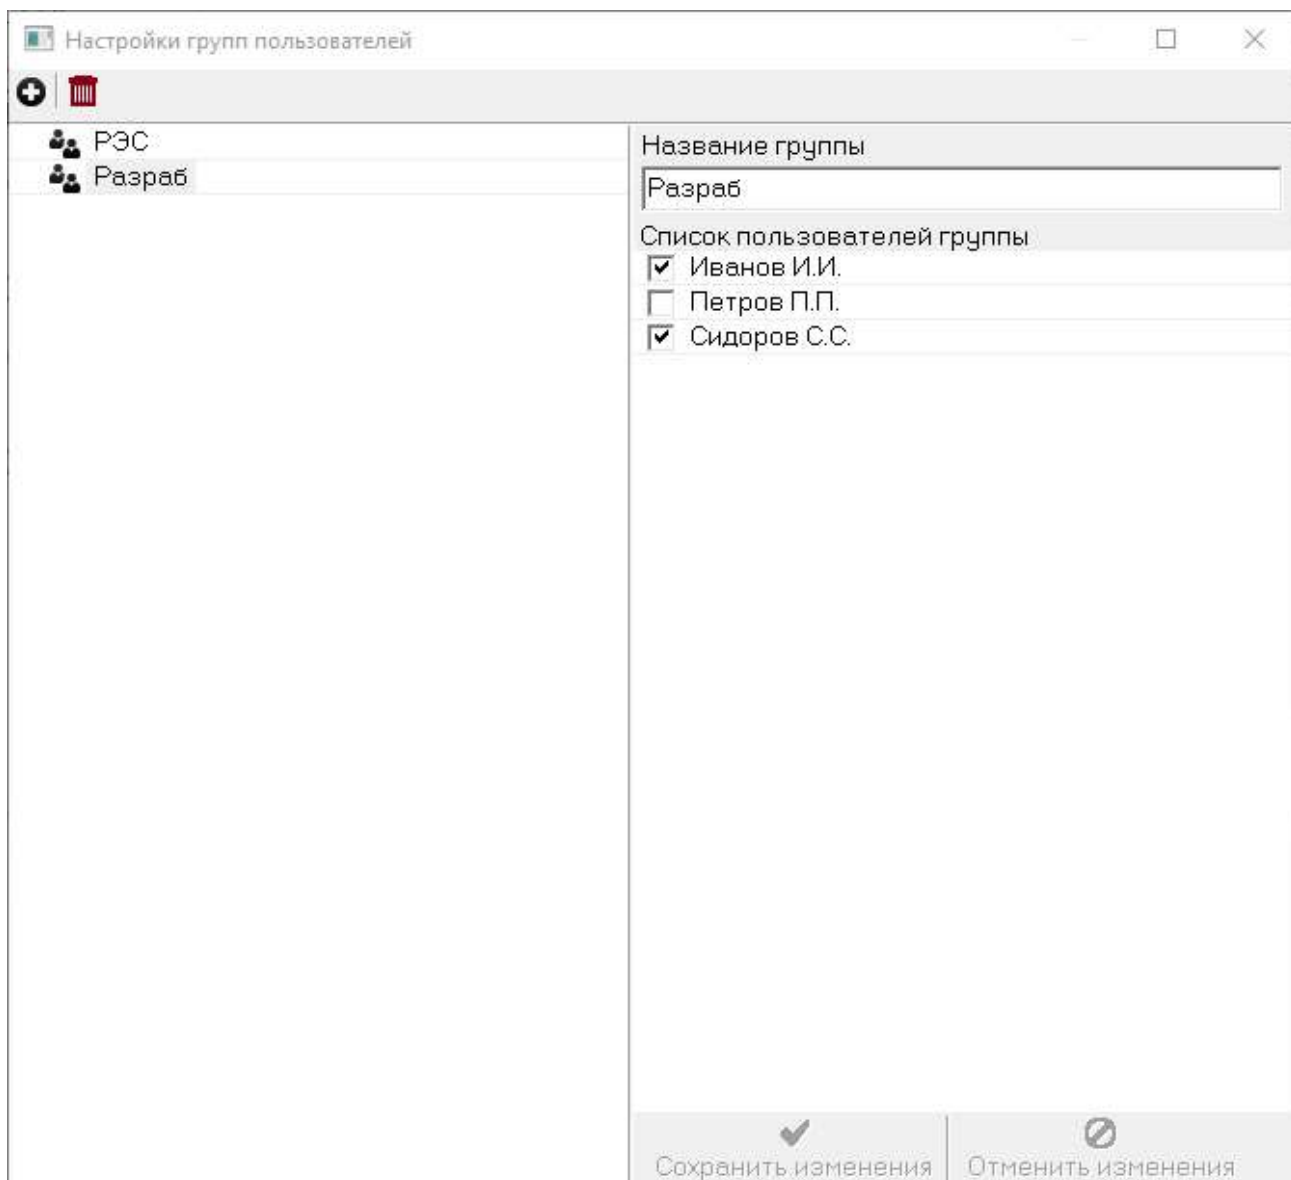 Настройки групп пользователей
РЭС
Разраб
Название группы
Разраб
Список пользователей группы
Иванов И.И.
Петров П.П.
Сидоров С.С.
Сохранить изменения
Отменить изменения